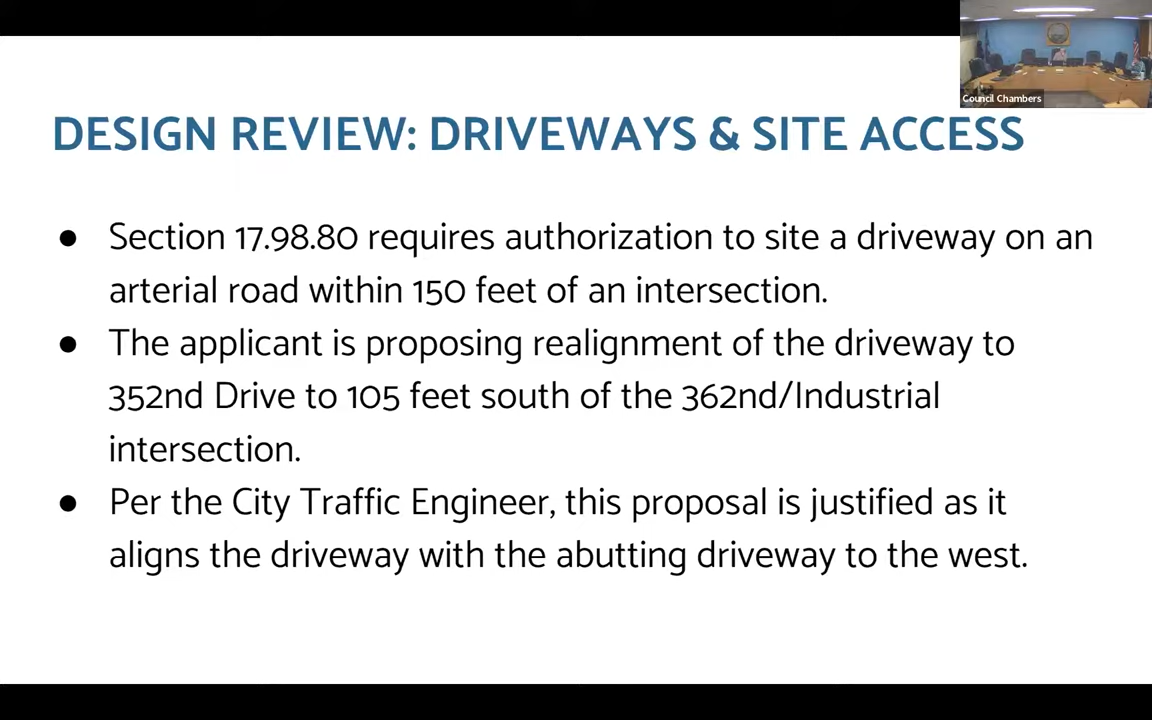 Council Chambers
DESIGN REVIEW: DRIVEWAYS & SITE ACCESS
● Section 17.98.80 requires authorization to site a driveway on an
arterial road within 150 feet of an intersection.
● The applicant is proposing realignment of the driveway to
352nd Drive to 105 feet south of the 362nd/Industrial
intersection.
● Per the City Traffic Engineer, this proposal is justified as it
aligns the driveway with the abutting driveway to the west.